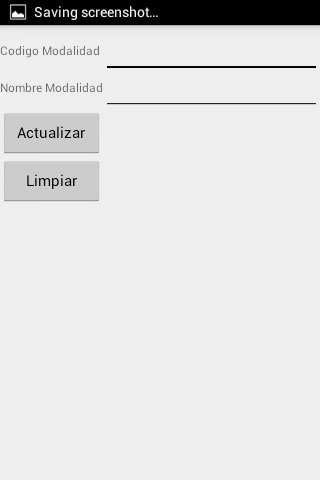 Saving screenshot...
Codigo Modalidad
Nombre Modalidad
Actualizar
Limpiar